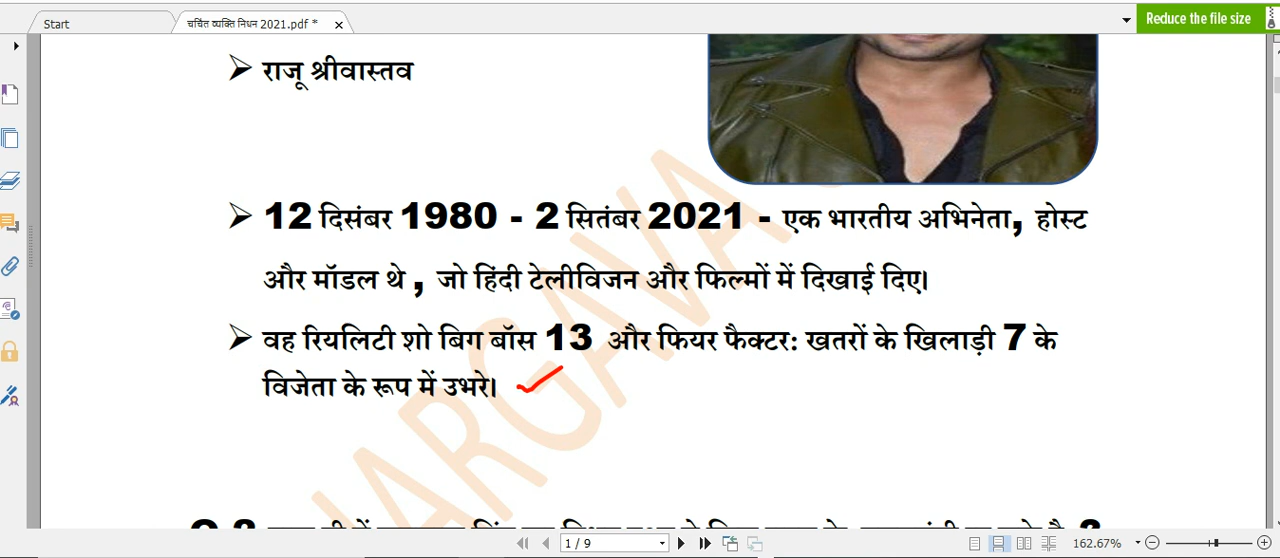 Start
चर्चित व्यक्ति निधन 2021.pdf *
Reduce the file size
राजू श्रीवास्तव
12 दिसंबर 1980 - 2 सितंबर 2021 - एक भारतीय अभिनेता, होस्ट
और मॉडल थे , जो हिंदी टेलीविजन और फिल्मों में दिखाई दिए।
वह रियलिटी शो बिग बॉस 13 और फियर फैक्टर: खतरों के खिलाड़ी 7 के
विजेता के रूप में उभरे।
1 / 9
162.67%